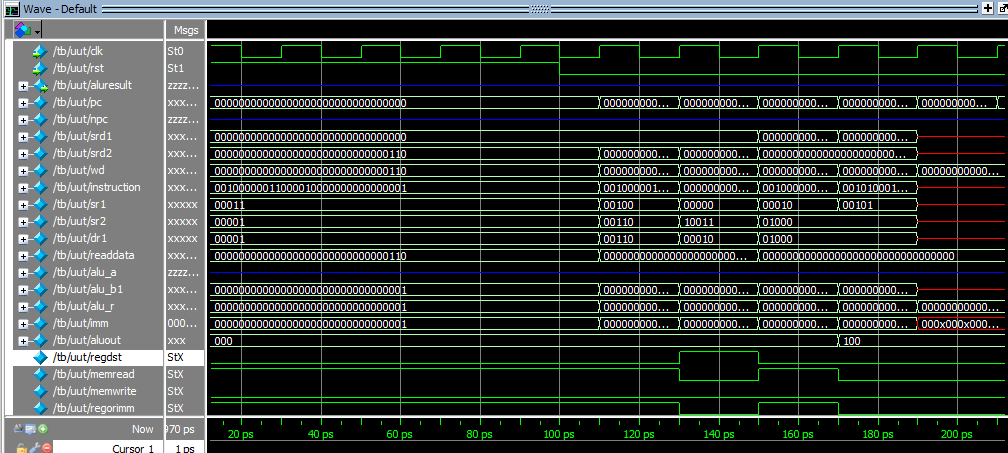 Wave - Default
Msgs
/tb/uut/clk St0
/tb/uut/rst St1
/tb/uut/aluresult zzzz...
/tb/uut/pc xxx... 00000000000000000000000000000000 000000000... 000000000... 000000000... 000000000... 000000000...
/tb/uut/npc zzzz...
/tb/uut/srd1 xxx... 00000000000000000000000000000000 000000000... 000000000...
/tb/uut/srd2 xxx... 00000000000000000000000000000110 000000000... 000000000... 0000000000000000000000...
/tb/uut/wd xxx... 00000000000000000000000000000110 000000000... 000000000... 000000000... 000000000... 00000000000...
/tb/uut/instruction xxx... 00100000011000010000000000000001 001000001... 000000000... 001000000... 001010001...
/tb/uut/sr1 xxxxx 00011 00100 00000 00010 00101
/tb/uut/sr2 xxxxx 00001 00110 10011 01000
/tb/uut/dr1 xxxxx 00001 00110 00010 01000
/tb/uut/readdata xxx... 00000000000000000000000000000110 0000000000000000000000... 00000000000000000000000000000000
/tb/uut/alu_a zzzz...
/tb/uut/alu_b1 xxx... 00000000000000000000000000000001 000000000... 000000000... 000000000... 000000000...
/tb/uut/alu_r xxx... 00000000000000000000000000000001 000000000... 000000000... 000000000... 000000000... 00000000000...
/tb/uut/imm 000... 00000000000000000000000000000001 000000000... 000000000... 000000000... 000000000... 000x000x000...
/tb/uut/aluout xxx 000 100
/tb/uut/regdst StX
/tb/uut/memread StX
/tb/uut/memwrite StX
/tb/uut/regorimm StX
Now 970 ps 20 ps 40 ps 60 ps 80 ps 100 ps 120 ps 140 ps 160 ps 180 ps 200 ps
Cursor 1 1 ps